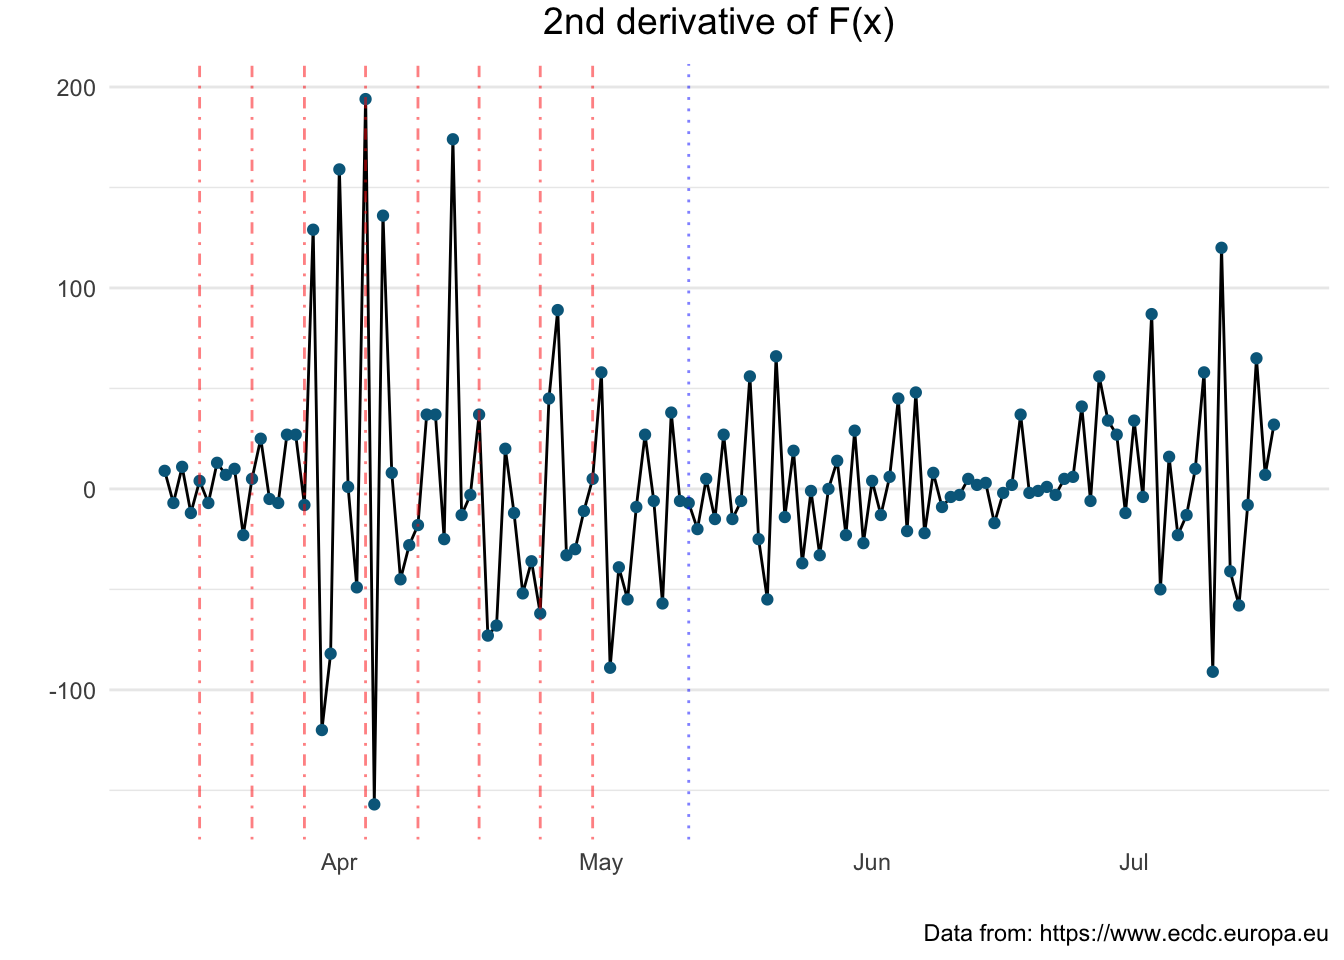 2nd derivative of F(x)
200
100
0
-100
Apr May Jun Jul
Data from: https://www.ecdc.europa.eu